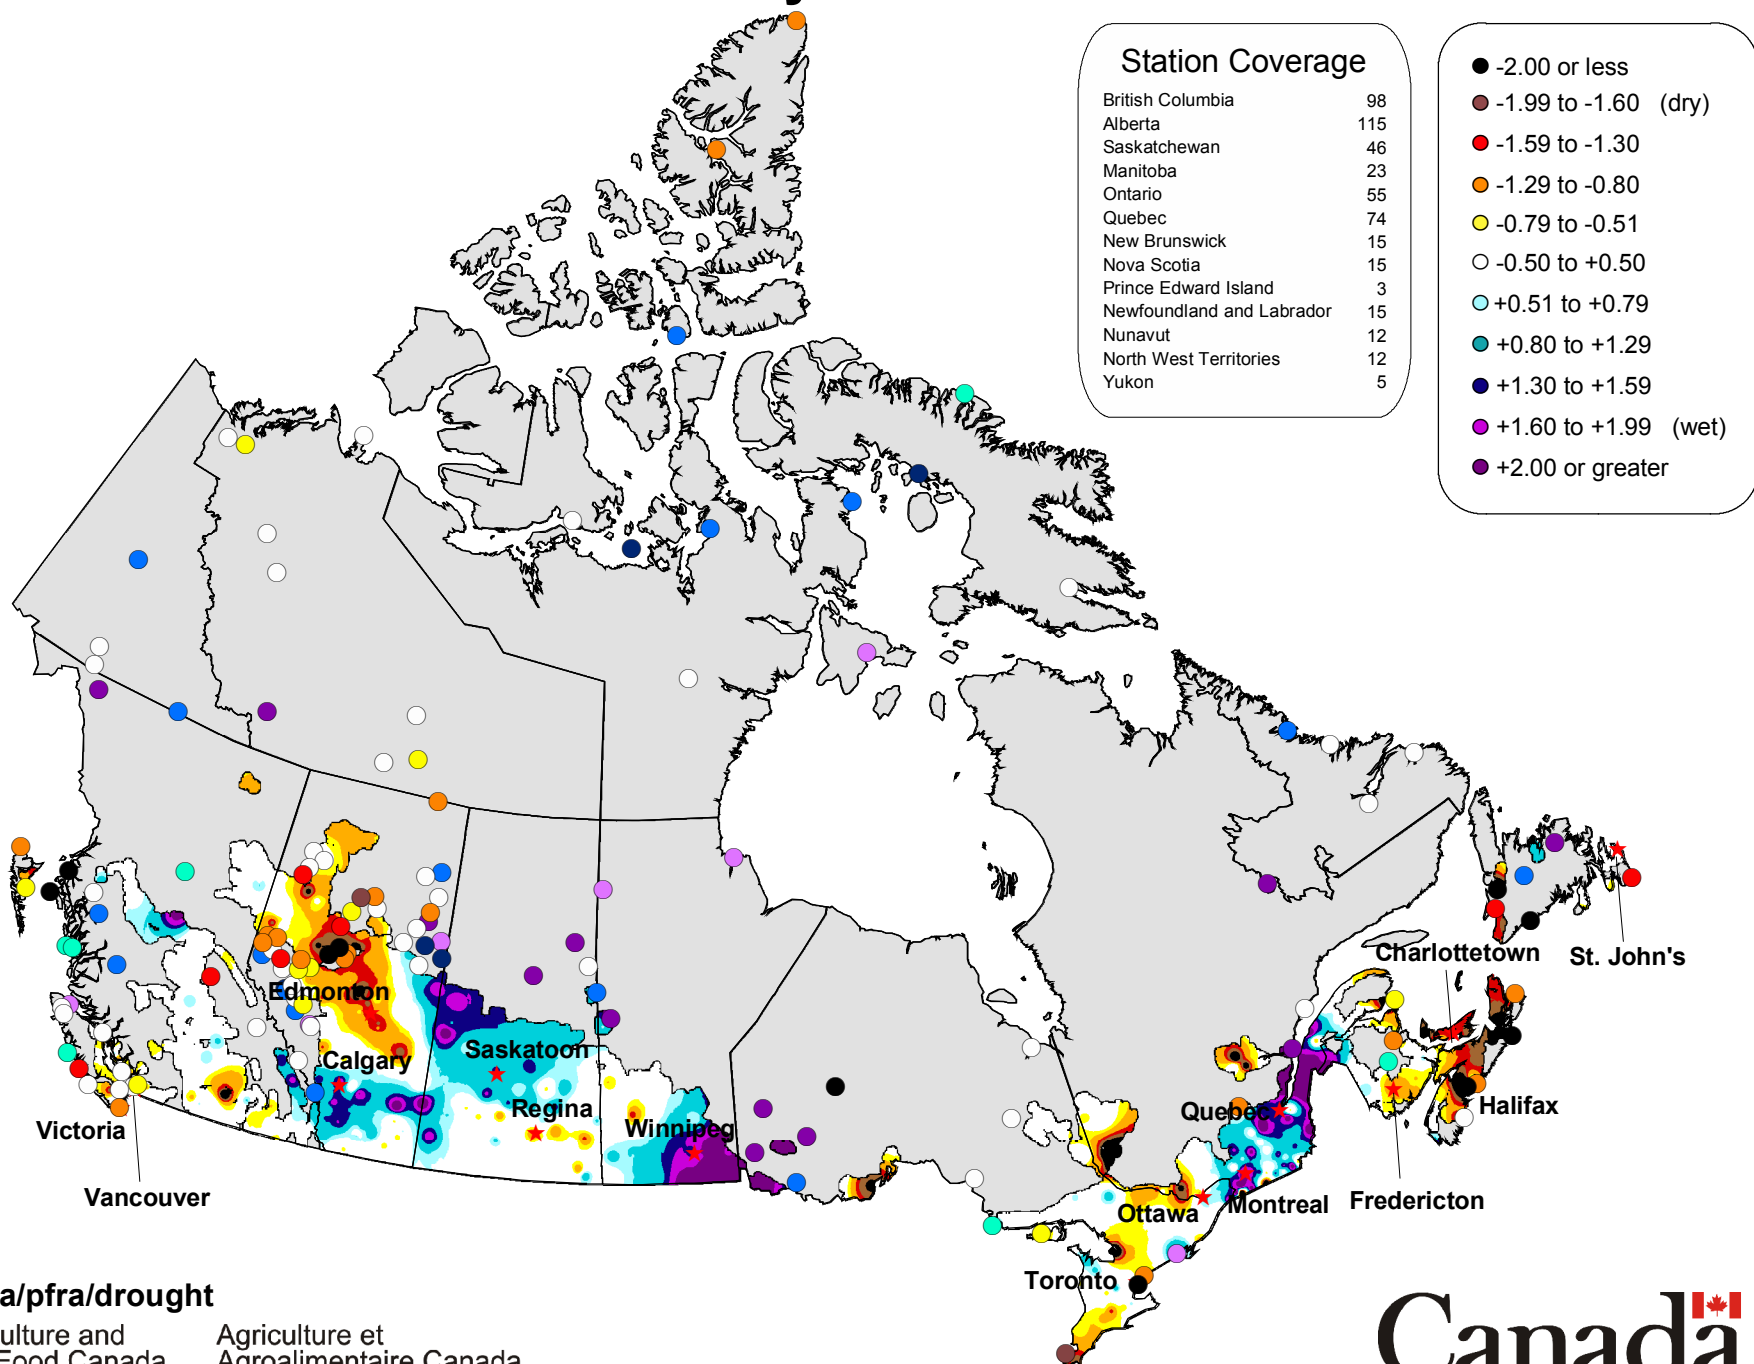 Station Coverage
British Columbia 98
Alberta 115
Saskatchewan 46
Manitoba 23
Ontario 55
Quebec 74
New Brunswick 15
Nova Scotia 15
Prince Edward Island 3
Newfoundland and Labrador 15
Nunavut 12
North West Territories 12
Yukon 5
-2.00 or less
-1.99 to -1.60 (dry)
-1.59 to -1.30
-1.29 to -0.80
-0.79 to -0.51
-0.50 to +0.50
+0.51 to +0.79
+0.80 to +1.29
+1.30 to +1.59
+1.60 to +1.99 (wet)
+2.00 or greater
Charlottetown
St. John's
Edmonton
Calgary
Saskatoon
Regina
Winnipeg
Quebec
Halifax
Victoria
Vancouver
Ottawa
Montreal
Fredericton
Toronto
a/pfra/drought
ulture and
Food Canada
Agriculture et
Agroalimentaire Canada
Canada